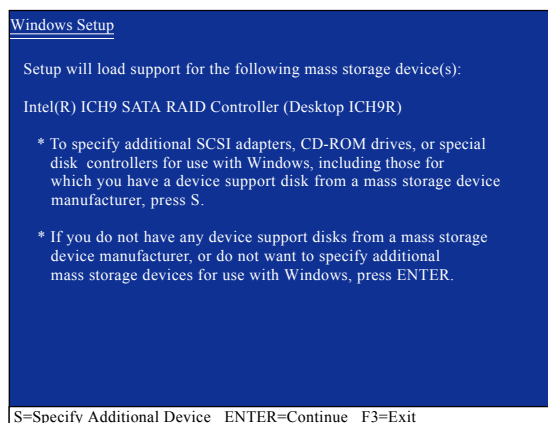 Windows Setup
Setup will load support for the following mass storage device(s):
Intel(R) ICH9 SATA RAID Controller (Desktop ICH9R)
* To specify additional SCSI adapters, CD-ROM drives, or special
disk controllers for use with Windows, including those for
which you have a device support disk from a mass storage device
manufacturer, press S.
* If you do not have any device support disks from a mass storage
device manufacturer, or do not want to specify additional
mass storage devices for use with Windows, press ENTER.
S=Specify Additional Device ENTER=Continue F3=Exit